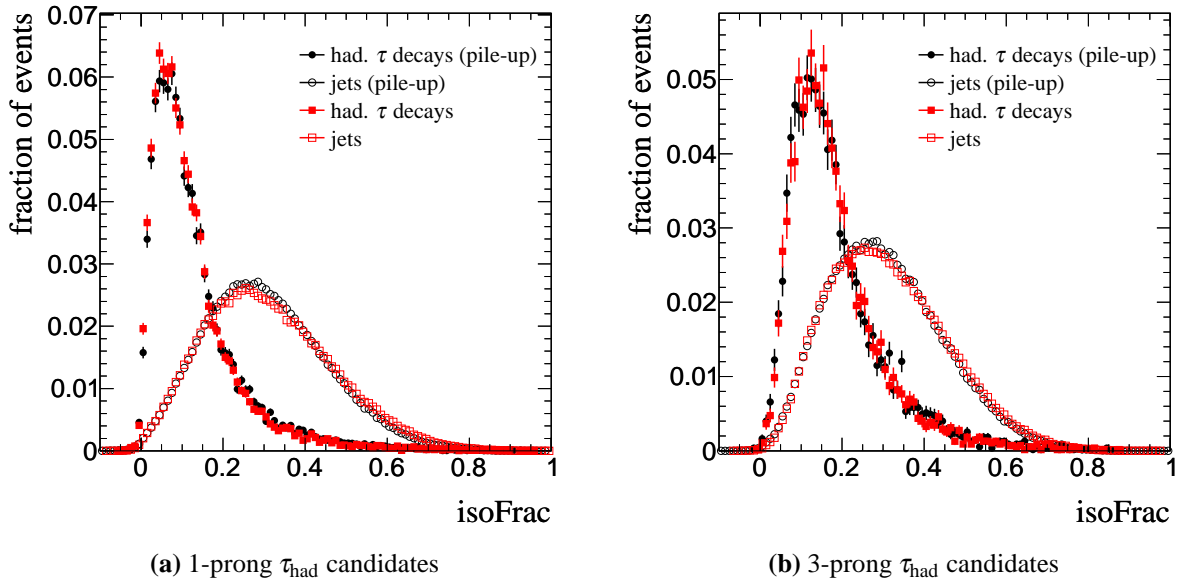 fraction of events
0.07
0.06
0.05
0.04
0.03
0.02
0.01
0
had. τ decays (pile-up)
jets (pile-up)
had. τ decays
jets
0 0.2 0.4 0.6 0.8 1
isoFrac
(a) 1-prong τhad candidates
fraction of events
0.05
0.04
0.03
0.02
0.01
0
had. τ decays (pile-up)
jets (pile-up)
had. τ decays
jets
0 0.2 0.4 0.6 0.8 1
isoFrac
(b) 3-prong τhad candidates